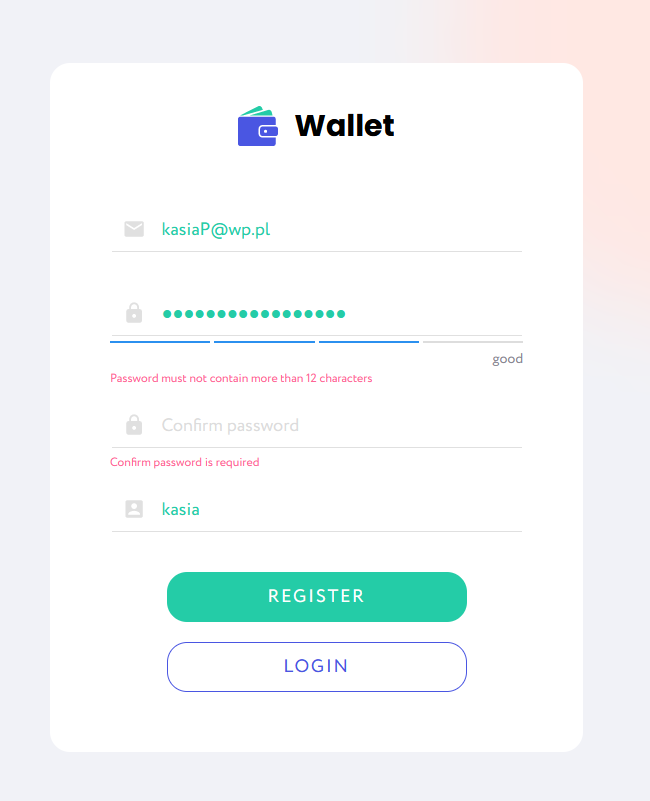 Wallet
kasiaP@wp.pl
•••••••••••••••••
good
Password must not contain more than 12 characters
Confirm password
Confirm password is required
kasia
REGISTER
LOGIN